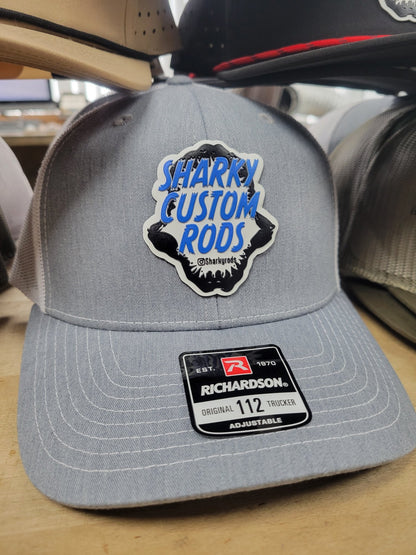 SHARKY
CUSTOM
RODS
@Sharkyrods
EST. R 1970
RICHARDSON®
ORIGINAL 112 TRUCKER
ADJUSTABLE